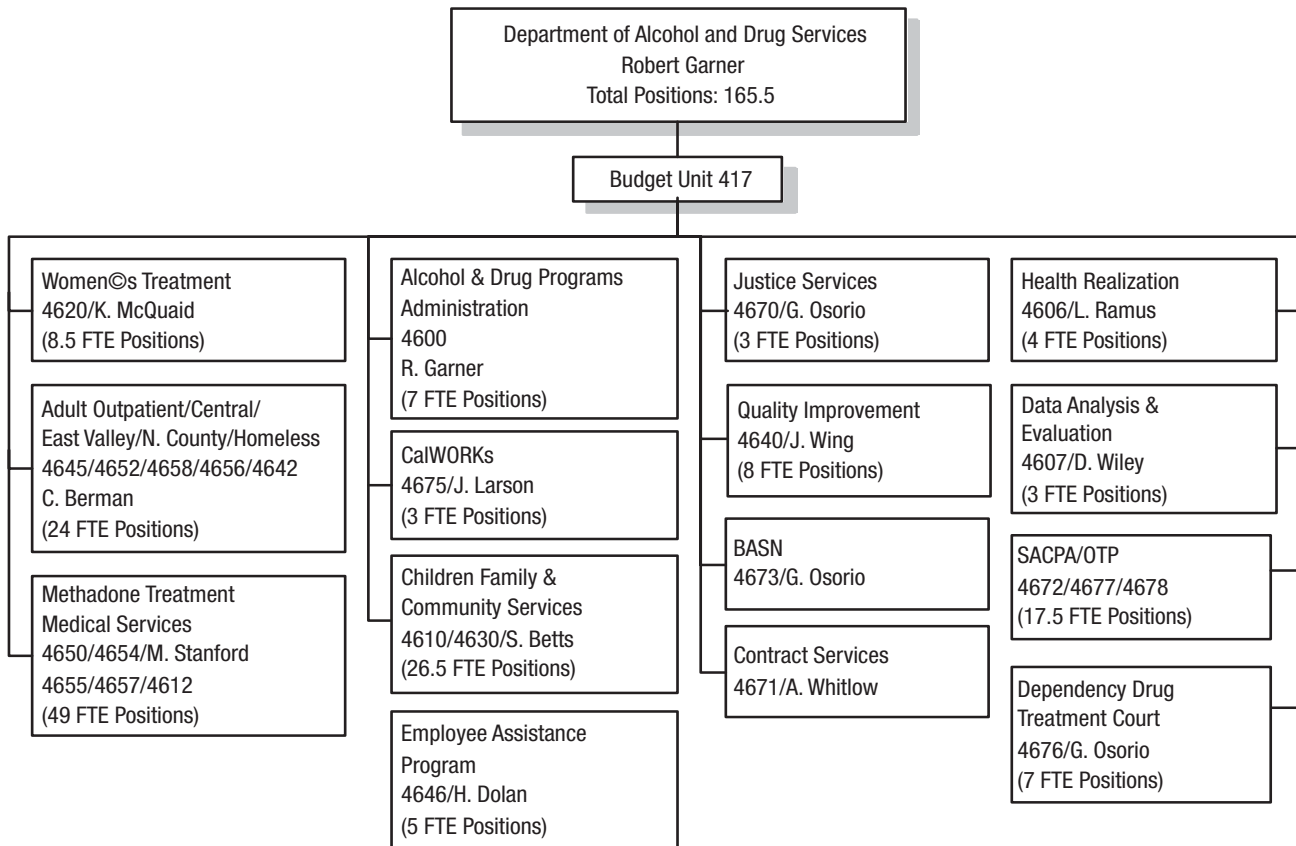 Department of Alcohol and Drug Services
Robert Garner
Total Positions: 165.5
Budget Unit 417
Women©s Treatment
4620/K. McQuaid
(8.5 FTE Positions)
Adult Outpatient/Central/
East Valley/N. County/Homeless
4645/4652/4658/4656/4642
C. Berman
(24 FTE Positions)
Methadone Treatment
Medical Services
4650/4654/M. Stanford
4655/4657/4612
(49 FTE Positions)
Alcohol & Drug Programs
Administration
4600
R. Garner
(7 FTE Positions)
CalWORKs
4675/J. Larson
(3 FTE Positions)
Children Family &
Community Services
4610/4630/S. Betts
(26.5 FTE Positions)
Employee Assistance
Program
4646/H. Dolan
(5 FTE Positions)
Justice Services
4670/G. Osorio
(3 FTE Positions)
Quality Improvement
4640/J. Wing
(8 FTE Positions)
BASN
4673/G. Osorio
Contract Services
4671/A. Whitlow
Health Realization
4606/L. Ramus
(4 FTE Positions)
Data Analysis &
Evaluation
4607/D. Wiley
(3 FTE Positions)
SACPA/OTP
4672/4677/4678
(17.5 FTE Positions)
Dependency Drug
Treatment Court
4676/G. Osorio
(7 FTE Positions)